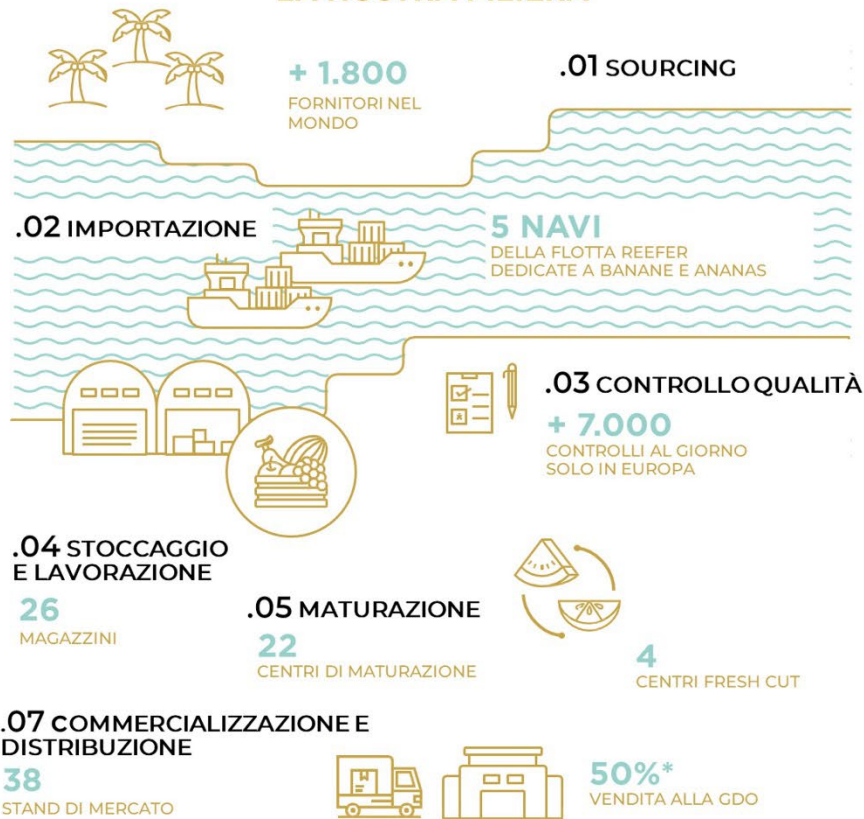 .01 SOURCING
+ 1.800
FORNITORI NEL
MONDO
.02 IMPORTAZIONE
5 NAVI
DELLA FLOTTA REEFER
DEDICATE A BANANE E ANANAS
.03 CONTROLLO QUALITÀ
+ 7.000
CONTROLLI AL GIORNO
SOLO IN EUROPA
.04 STOCCAGGIO
E LAVORAZIONE
26
MAGAZZINI
.05 MATURAZIONE
22
CENTRI DI MATURAZIONE
4
CENTRI FRESH CUT
.07 COMMERCIALIZZAZIONE E
DISTRIBUZIONE
38
STAND DI MERCATO
50%*
VENDITA ALLA GDO